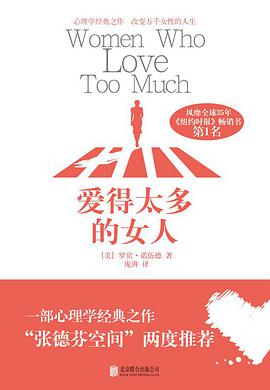 心理学经典之作 改变万千女性的人生
Women Who
Love
Too Much
风靡全球35年
《纽约时报》畅销书
第1名
爱得太多
的女人
[美] 罗宾·诺伍德 著
庞湃 译
一部心理学经典之作
“张德芬空间”两度推荐
北京联合出版公司